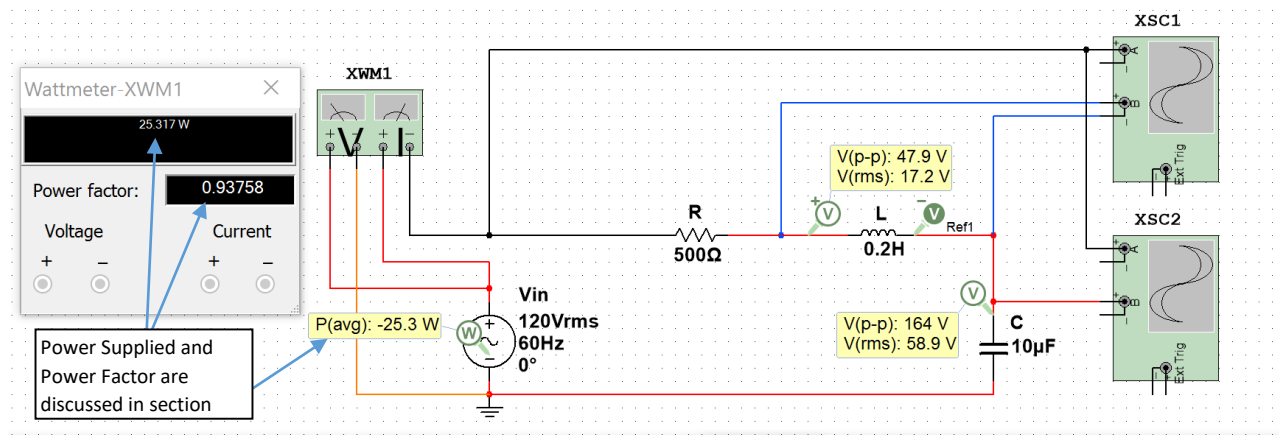 XSC1
Wattmeter-XWM1
25.317 W
Power factor:
0.93758
Voltage
Current
+
–
+
–
Power Supplied and
Power Factor are
discussed in section
XWM1
V I
+ – + –
P(avg): -25.3 W
W
+
–
Vin
120Vrms
60Hz
0°
R
500Ω
V(p-p): 47.9 V
V(rms): 17.2 V
+
V
–
V
Ref1
L
0.2H
V
V(p-p): 164 V
V(rms): 58.9 V
C
10µF
+
A
–
+
B
–
Ext Trig
+
–
XSC2
+
A
–
+
B
–
Ext Trig
+
–